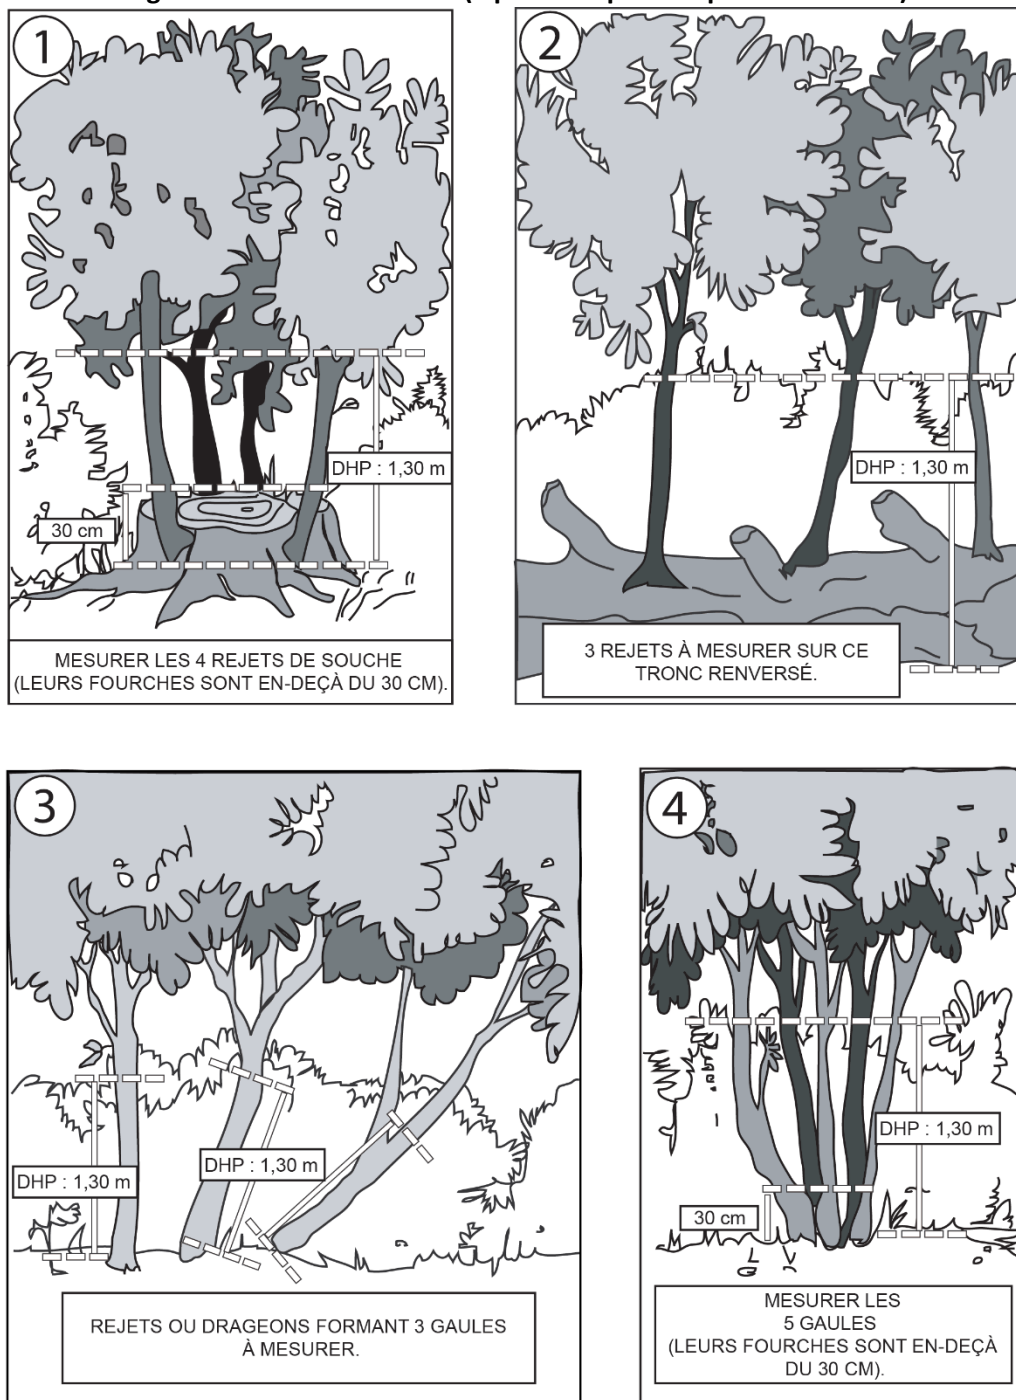 1
DHP : 1,30 m
30 cm
MESURER LES 4 REJETS DE SOUCHE
(LEURS FOURCHES SONT EN-DEÇÀ DU 30 CM).
2
DHP : 1,30 m
3 REJETS À MESURER SUR CE
TRONC RENVERSÉ.
3
DHP : 1,30 m
DHP : 1,30 m
REJETS OU DRAGEONS FORMANT 3 GAULES
À MESURER.
4
DHP : 1,30 m
30 cm
MESURER LES
5 GAULES
(LEURS FOURCHES SONT EN-DEÇÀ
DU 30 CM).